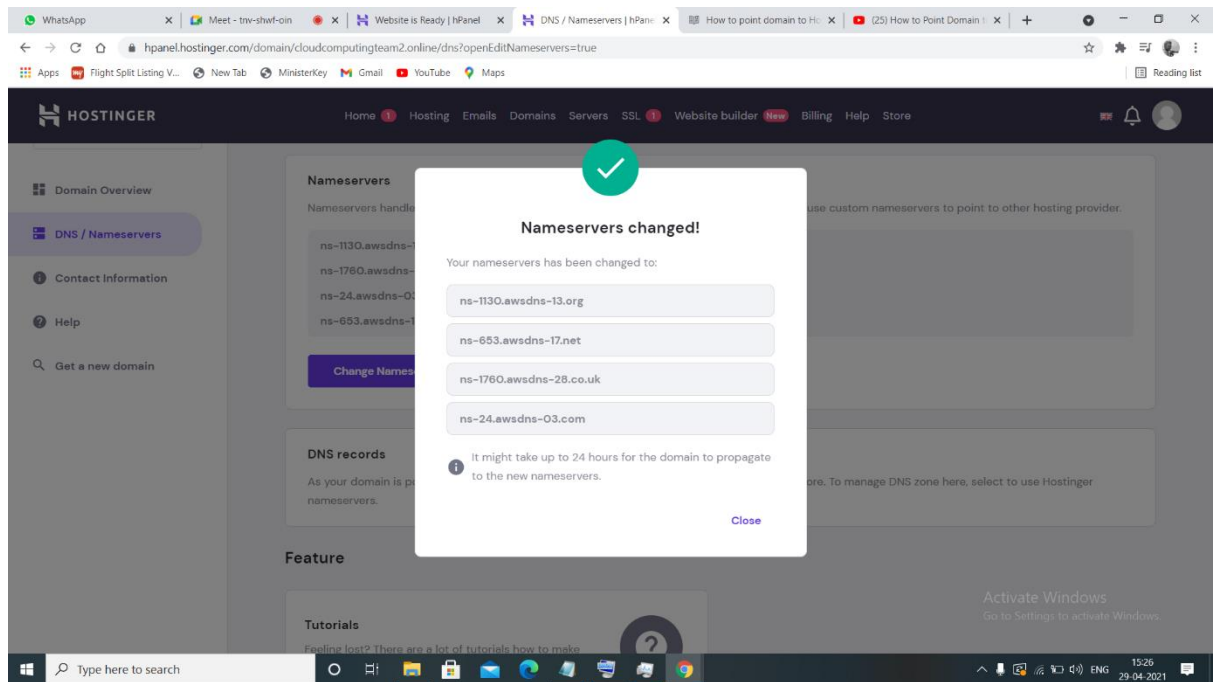 WhatsApp
Meet - tnv-shwf-oin
Website is Ready | hPanel
DNS / Nameservers | hPane
How to point domain to Ho
(25) How to Point Domain t
hpanel.hostinger.com/domain/cloudcomputingteam2.online/dns?openEditNameservers=true
Apps
Flight Split Listing V...
New Tab
MinisterKey
Gmail
YouTube
Maps
Reading list
HOSTINGER
Home 1
Hosting
Emails
Domains
Servers
SSL 1
Website builder New
Billing
Help
Store
Domain Overview
DNS / Nameservers
Contact Information
Help
Get a new domain
Nameservers
Nameservers handle
use custom nameservers to point to other hosting provider.
ns-1130.awsdns-1
ns-1760.awsdns-
ns-24.awsdns-0
ns-653.awsdns-1
Change Names
Nameservers changed!
Your nameservers has been changed to:
ns-1130.awsdns-13.org
ns-653.awsdns-17.net
ns-1760.awsdns-28.co.uk
ns-24.awsdns-03.com
It might take up to 24 hours for the domain to propagate
to the new nameservers.
Close
DNS records
As your domain is p
ore. To manage DNS zone here, select to use Hostinger
nameservers.
Feature
Tutorials
Feeling lost? There are a lot of tutorials how to make
Activate Windows
Go to Settings to activate Windows.
Type here to search
ENG
15:26
29-04-2021